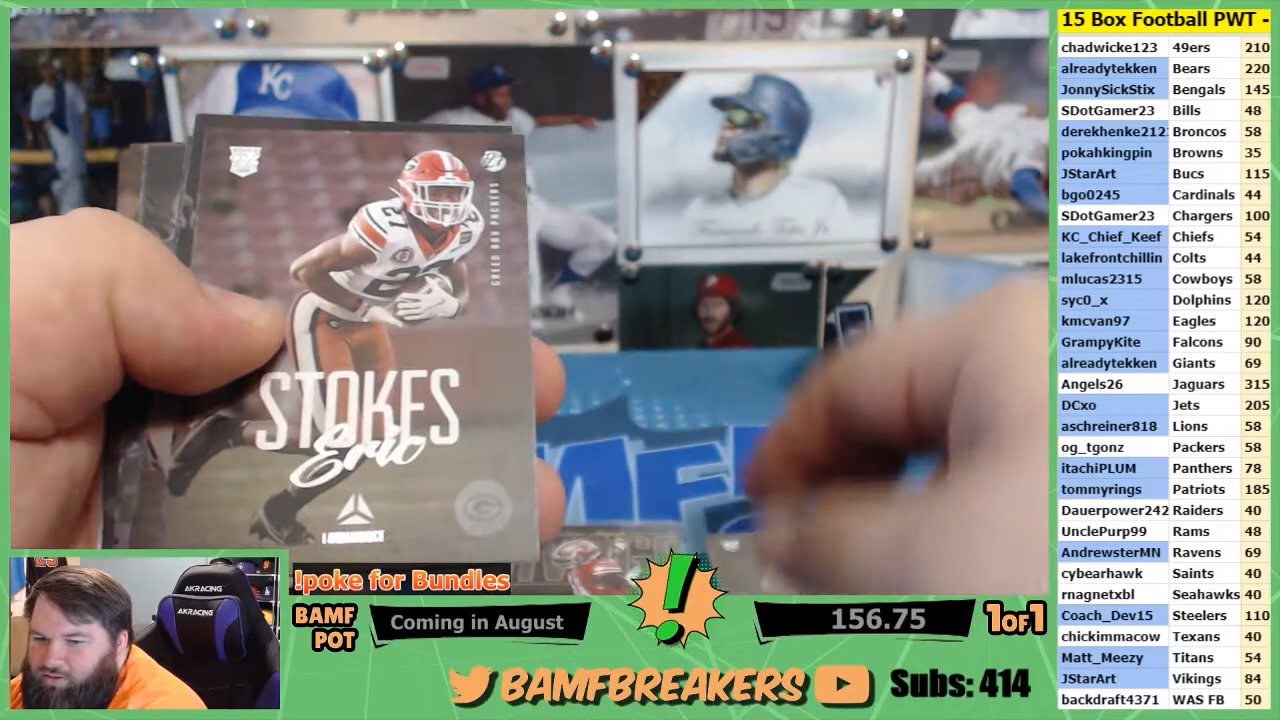 15 Box Football PWT -
chadwicke123 49ers 210
alreadytekken Bears 220
JonnySickStix Bengals 145
SDotGamer23 Bills 48
derekhenke212 Broncos 58
pokahkingpin Browns 35
JStarArt Bucs 115
bgo0245 Cardinals 44
SDotGamer23 Chargers 100
KC_Chief_Keef Chiefs 54
lakefrontchillin Colts 44
mlucas2315 Cowboys 58
syc0_x Dolphins 120
kmcvan97 Eagles 120
GrampyKite Falcons 90
alreadytekken Giants 69
Angels26 Jaguars 315
DCxo Jets 205
aschreiner818 Lions 58
og_tgonz Packers 58
itachiPLUM Panthers 78
tommyrings Patriots 185
Dauerpower242 Raiders 40
UnclePurp99 Rams 48
AndrewsterMN Ravens 69
cybearhawk Saints 40
rnagnetxbl Seahawks 40
Coach_Dev15 Steelers 110
chickimmacow Texans 40
Matt_Meezy Titans 54
JStarArt Vikings 84
backdraft4371 WAS FB 50
KC
GREEN BAY PACKERS
27
STOKES
Eric
LUMINANCE
G
AKRACING
AKRACING
!poke for Bundles
BAMF
POT
Coming in August
!
156.75
1OF1
BAMFBREAKERS
Subs: 414